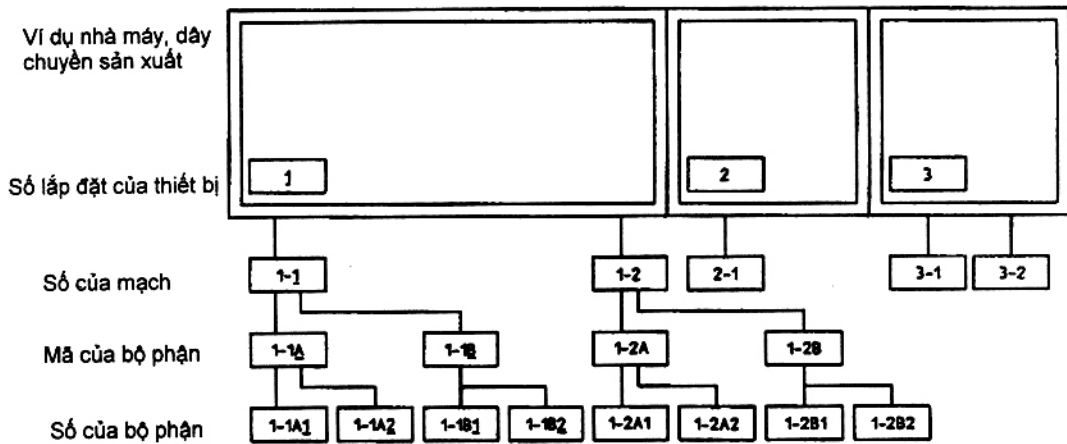 Ví dụ nhà máy, dây
chuyền sản xuất
Số lắp đặt của thiết bị
1
2
3
Số của mạch
1-1
1-2
2-1
3-1
3-2
Mã của bộ phận
1-1A
1-1B
1-2A
1-2B
Số của bộ phận
1-1A1
1-1A2
1-1B1
1-1B2
1-2A1
1-2A2
1-2B1
1-2B2